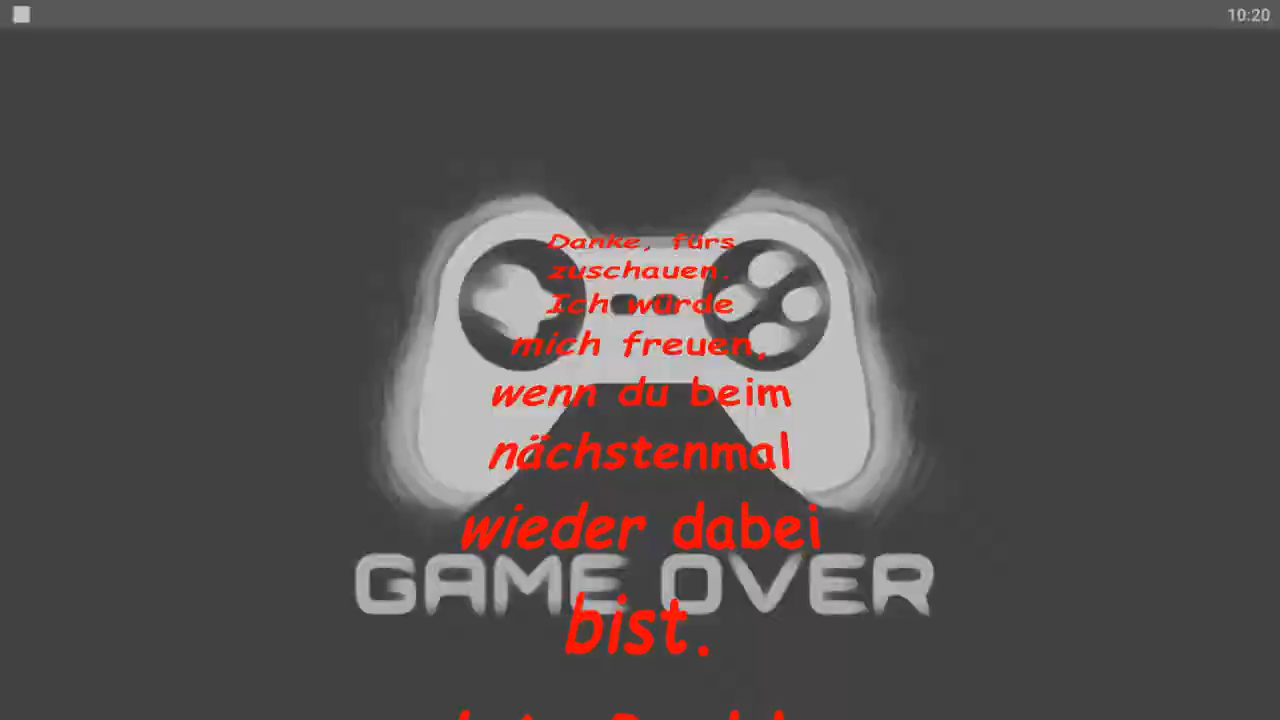 10:20
Danke, fürs
zuschauen.
Ich würde
mich freuen,
wenn du beim
nächstenmal
wieder dabei
GAME OVER
bist.